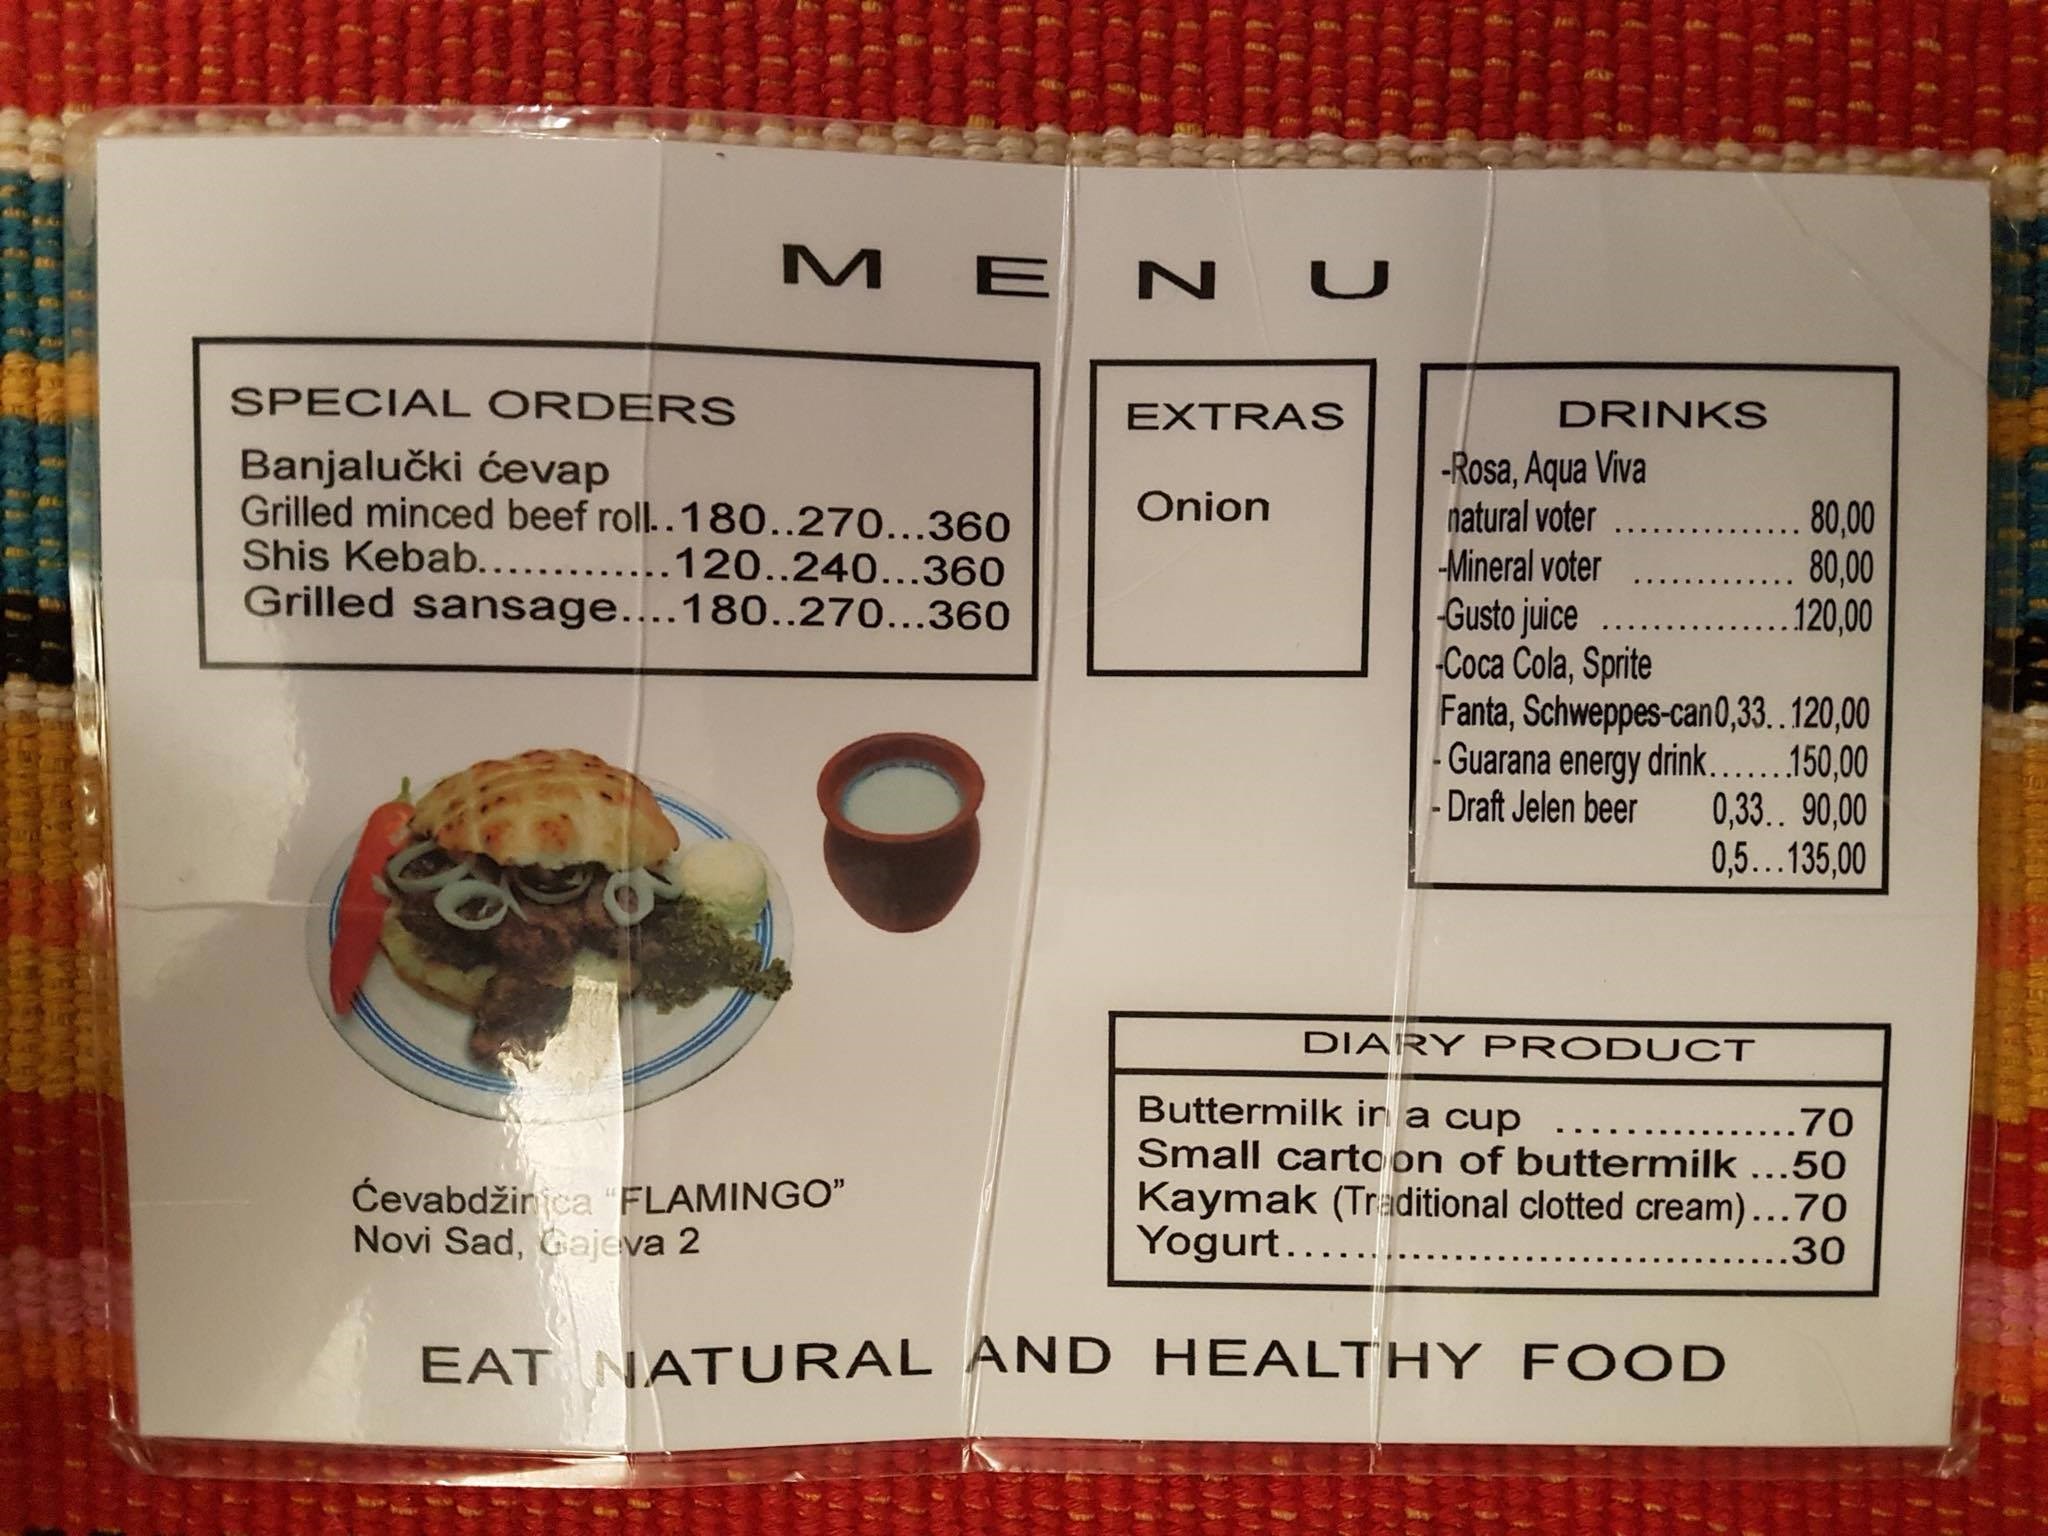 MENU
SPECIAL ORDERS
Banjalučki ćevap
Grilled minced beef roll..180..270...360
Shis Kebab.............120..240...360
Grilled sansage....180..270...360
EXTRAS
Onion
DRINKS
-Rosa, Aqua Viva
natural voter ................ 80,00
-Mineral voter .............. 80,00
-Gusto juice .................120,00
-Coca Cola, Sprite
Fanta, Schweppes-can0,33..120,00
- Guarana energy drink.......150,00
- Draft Jelen beer 0,33.. 90,00
0,5...135,00
DIARY PRODUCT
Buttermilk in a cup .................70
Small cartoon of buttermilk ...50
Kaymak (Traditional clotted cream)...70
Yogurt....................................30
Ćevabdžinica "FLAMINGO"
Novi Sad, Gajeva 2
EAT NATURAL AND HEALTHY FOOD